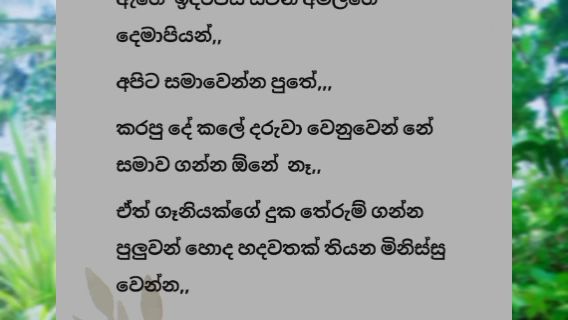 දෙමාපියන්,,
අපිට සමාවෙන්න පුතේ,,,
කරපු දේ කලේ දරුවා වෙනුවෙන් නේ
සමාව ගන්න ඕනේ නෑ,,
ඒත් ගෑනියක්ගේ දුක තේරුම් ගන්න
පුලුවන් හොද හදවතක් තියන මිනිස්සු
වෙන්න,,